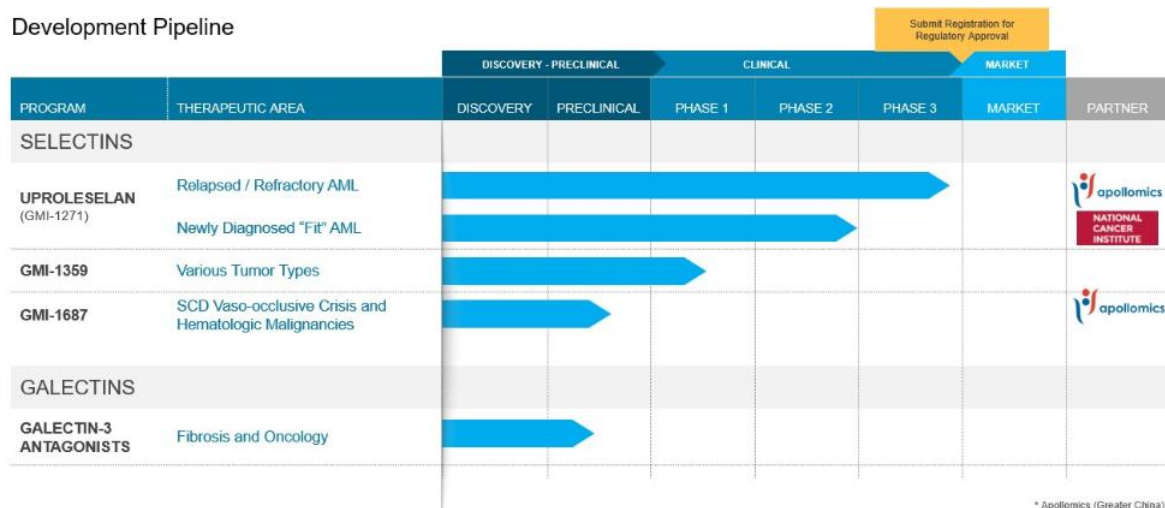 Development Pipeline
Submit Registration for
Regulatory Approval
DISCOVERY - PRECLINICAL
CLINICAL
MARKET
PROGRAM
THERAPEUTIC AREA
DISCOVERY
PRECLINICAL
PHASE 1
PHASE 2
PHASE 3
MARKET
PARTNER
SELECTINS
UPROLESELAN
(GMI-1271)
Relapsed / Refractory AML
apollomics
Newly Diagnosed "Fit" AML
NATIONAL
CANCER
INSTITUTE
GMI-1359
Various Tumor Types
GMI-1687
SCD Vaso-occlusive Crisis and
Hematologic Malignancies
apollomics
GALECTINS
GALECTIN-3
ANTAGONISTS
Fibrosis and Oncology
* Apollomics (Greater China)